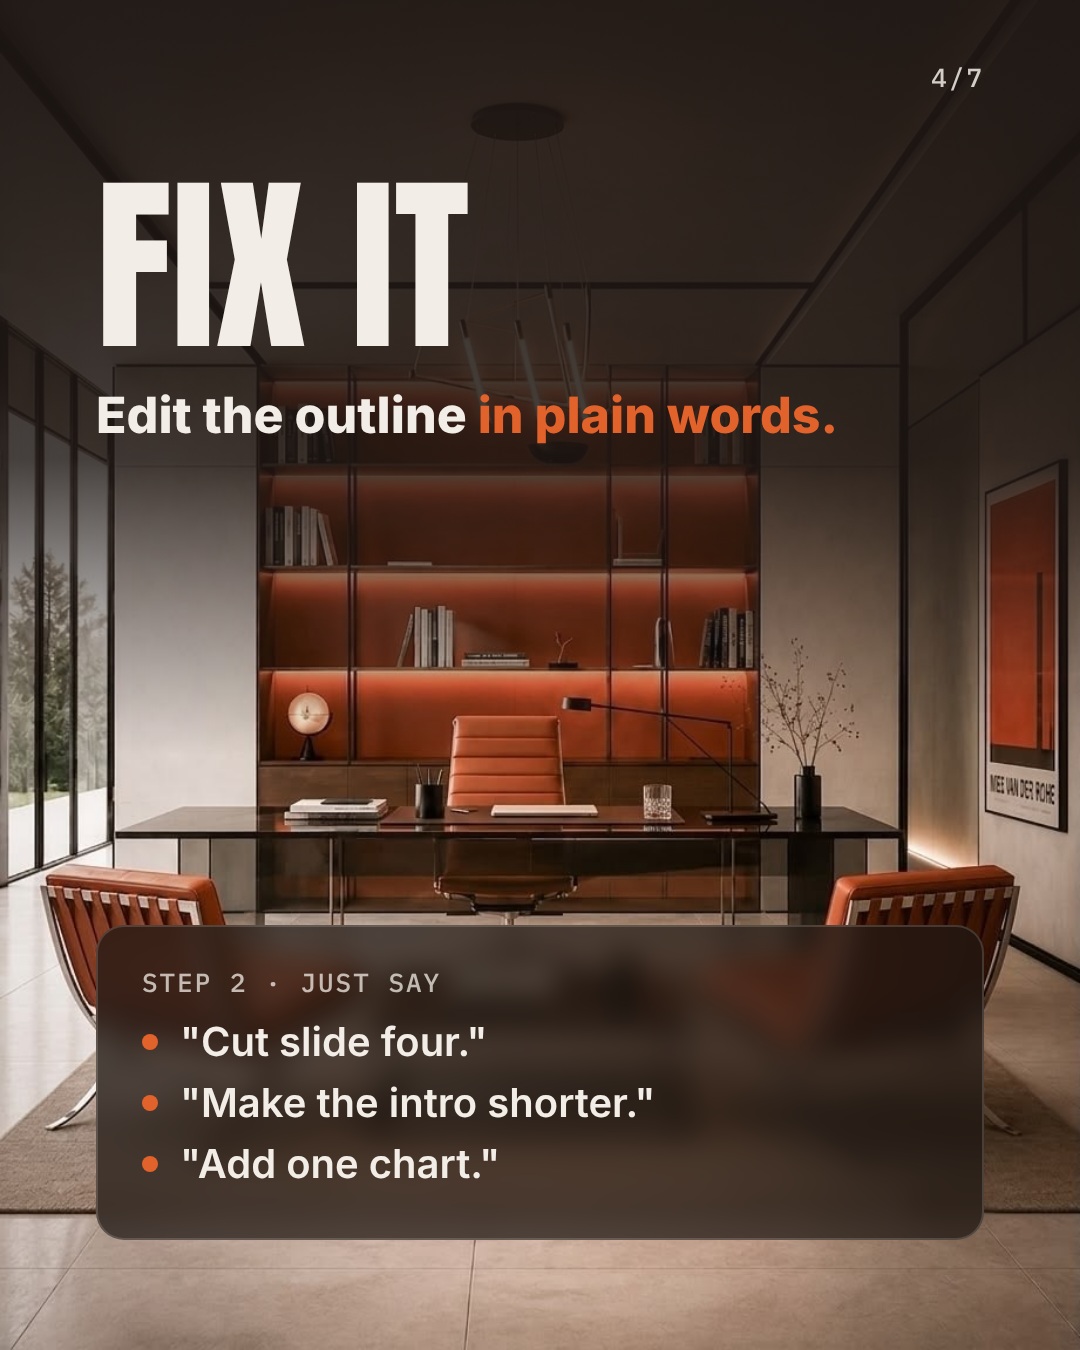 4/7
FIX IT
Edit the outline in plain words.
MIEE VAN DER ROHE
STEP 2 · JUST SAY
"Cut slide four."
"Make the intro shorter."
"Add one chart."